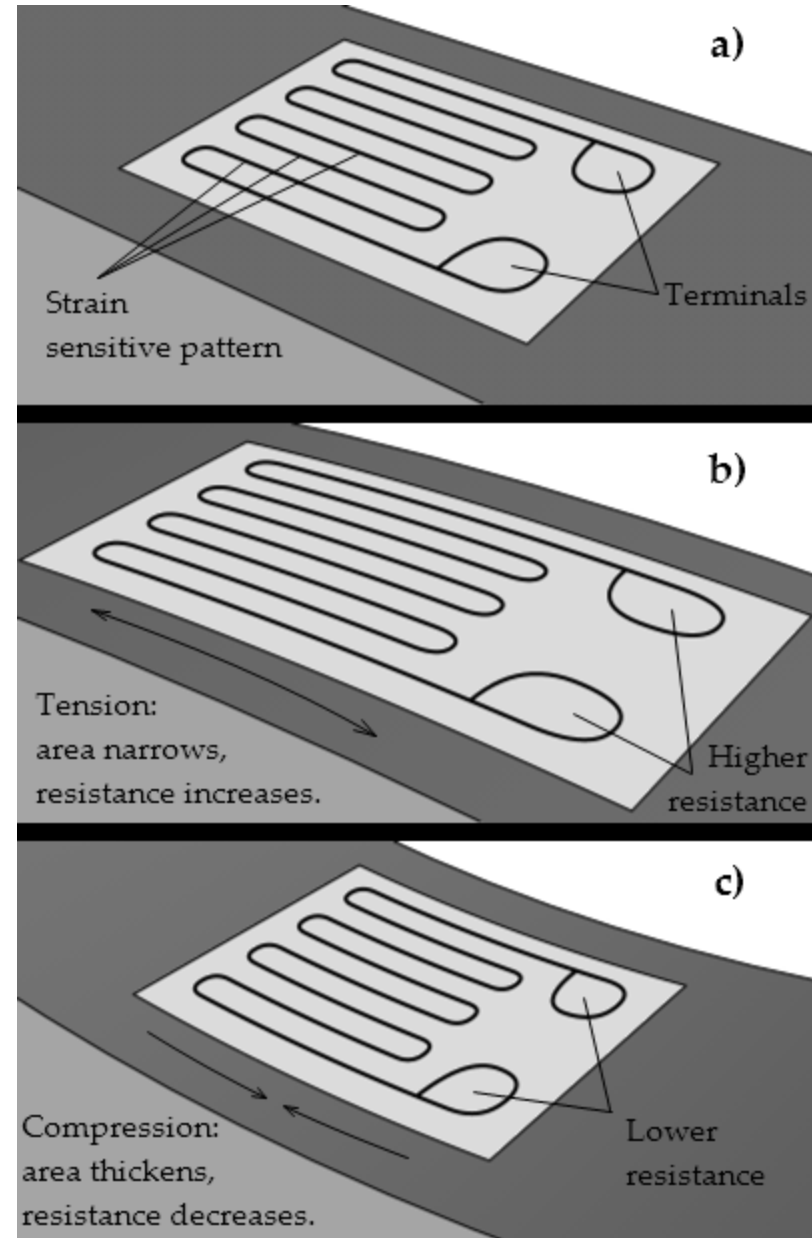 a)
Strain
sensitive pattern
Terminals
b)
Tension:
area narrows,
resistance increases.
Higher
resistance
c)
Compression:
area thickens,
resistance decreases.
Lower
resistance